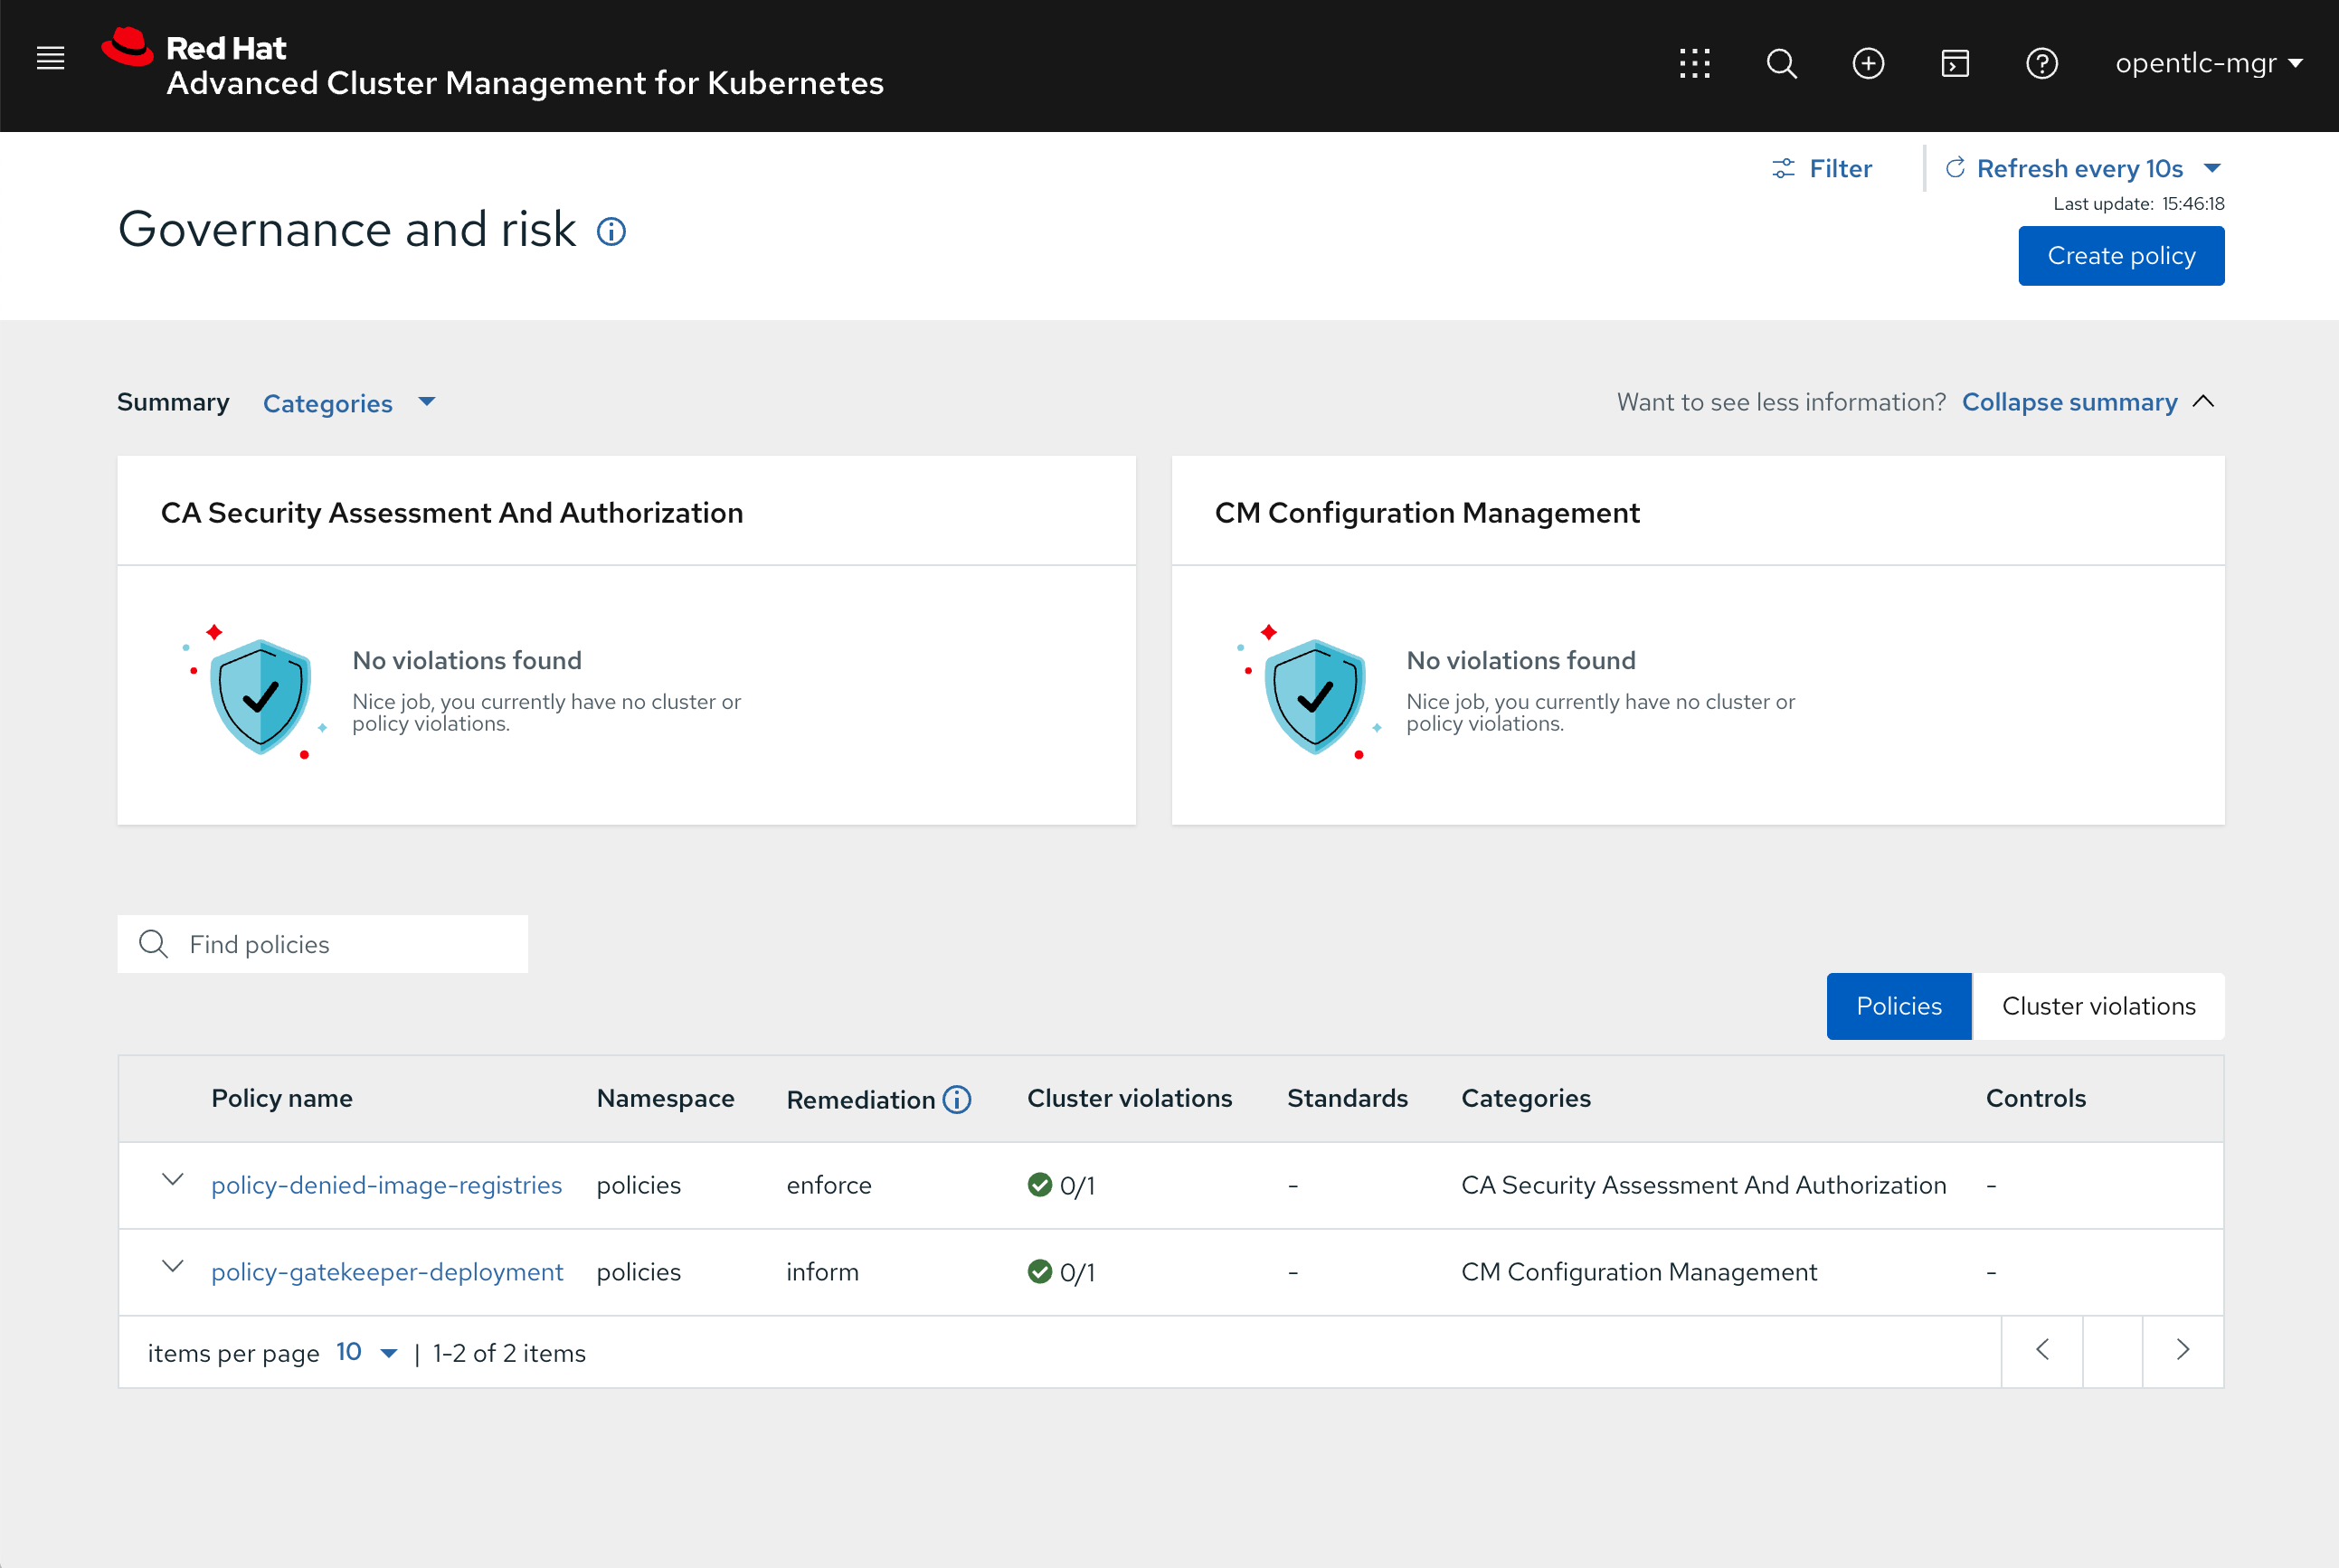 Red Hat
Advanced Cluster Management for Kubernetes
opentlc-mgr
Filter
Refresh every 10s
Last update: 15:46:18
Governance and risk
Create policy
Summary
Categories
Want to see less information? Collapse summary
CA Security Assessment And Authorization
No violations found
Nice job, you currently have no cluster or
policy violations.
CM Configuration Management
No violations found
Nice job, you currently have no cluster or
policy violations.
Find policies
Policies
Cluster violations
Policy name Namespace Remediation Cluster violations Standards Categories Controls
policy-denied-image-registries policies enforce 0/1 - CA Security Assessment And Authorization -
policy-gatekeeper-deployment policies inform 0/1 - CM Configuration Management -
items per page 10 | 1-2 of 2 items